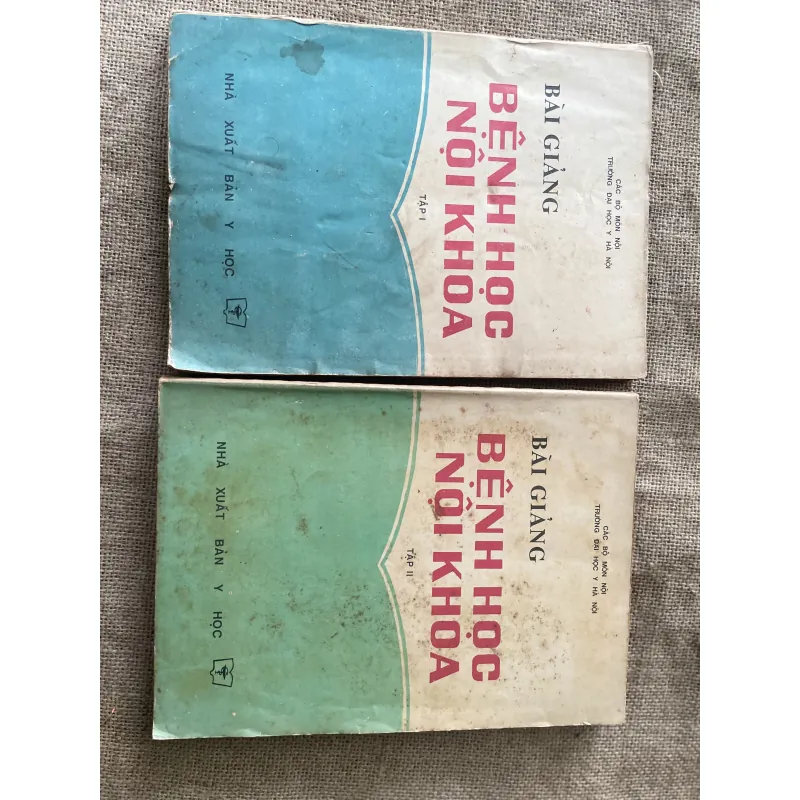 CÁC BỘ MÔN NỘI
TRƯỜNG ĐẠI HỌC Y HÀ NỘI
BÀI GIẢNG
BỆNH HỌC
NỘI KHOA
TẬP I
NHÀ XUẤT BẢN Y HỌC
CÁC BỘ MÔN NỘI
TRƯỜNG ĐẠI HỌC Y HÀ NỘI
BÀI GIẢNG
BỆNH HỌC
NỘI KHOA
TẬP II
NHÀ XUẤT BẢN Y HỌC